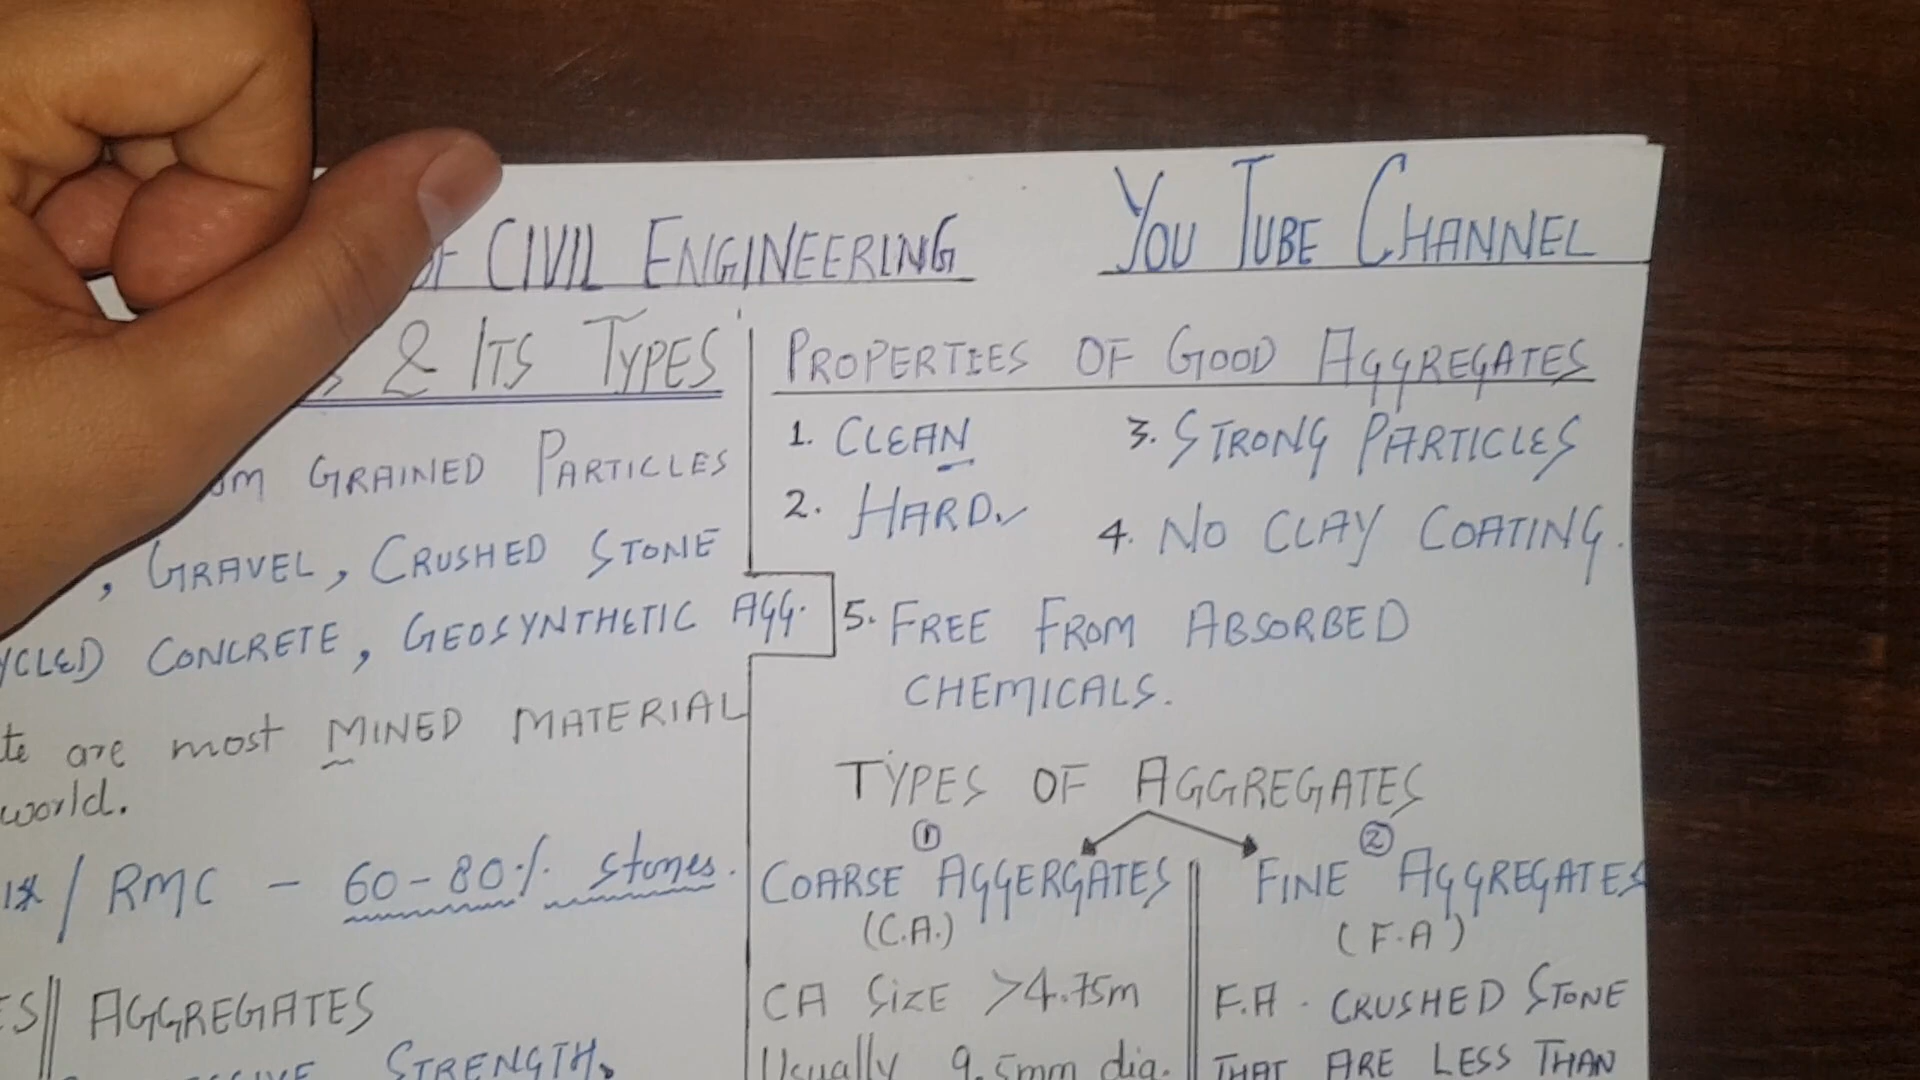 OF CIVIL ENGINEERING YOU TUBE CHANNEL
& ITS TYPES
GRAINED PARTICLES
, GRAVEL, CRUSHED STONE
CONCRETE, GEOSYNTHETIC AGG.
are most MINED MATERIAL
world.
/ RMC - 60-80% stones.
AGGREGATES
STRENGTH.
PROPERTIES OF GOOD AGGREGATES
1. CLEAN 3. STRONG PARTICLES
2. HARD 4. NO CLAY COATING.
5. FREE FROM ABSORBED
CHEMICALS.
TYPES OF AGGREGATES
1 2
COARSE AGGERGATES FINE AGGREGATES
(C.A.) (F.A)
CA SIZE >4.75m
Usually 9.5mm dia.
F.A - CRUSHED STONE
THAT ARE LESS THAN